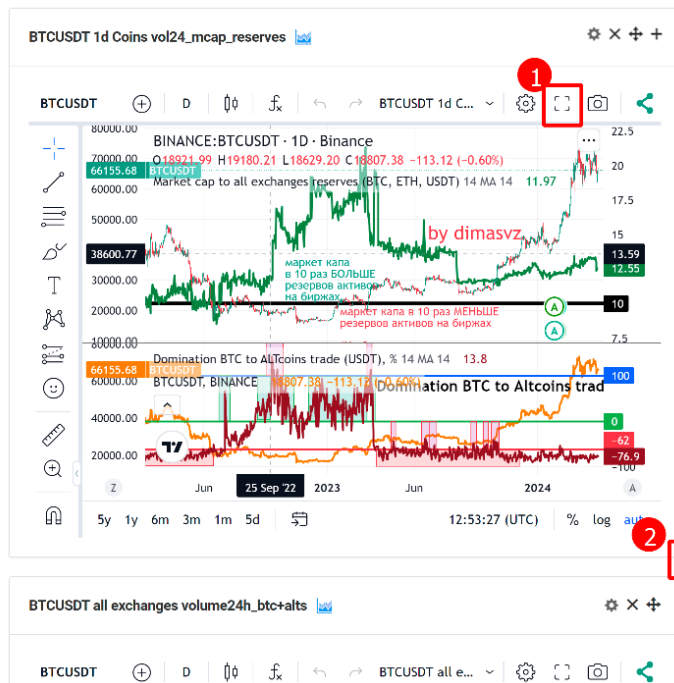 BTCUSDT 1d Coins vol24_mcap_reserves
1
BTCUSDT D BTCUSDT 1d C...
80000.00 BINANCE:BTCUSDT · 1D · Binance 22.5
70000.00 O18921.99 H19180.21 L18629.20 C18807.38 −113.12 (−0.60%) 20
66155.68 BTCUSDT
Market cap to all exchanges reserves (BTC, ETH, USDT) 14 MA 14 11.97
60000.00 17.5
50000.00 by dimasvz 15
38600.77 13.59
маркет капа 12.55
в 10 раз БОЛЬШЕ
30000.00 резервов активов
на биржах 10
20000.00 маркет капа в 10 раз МЕНЬШЕ
резервов активов на биржах
A
A
7.5
Domination BTC to ALTcoins trade (USDT), % 14 MA 14 13.8
66155.68 BTCUSDT 100
60000.00 BTCUSDT, BINANCE 18807.38 −113.12 (−0.60%)
Domination BTC to Altcoins trad
40000.00 0
−62
20000.00 −76.9
−100
Z Jun 25 Sep '22 2023 Jun 2024 A
5y 1y 6m 3m 1m 5d 12:53:27 (UTC) % log auto
2
BTCUSDT all exchanges volume24h_btc+alts
BTCUSDT D BTCUSDT all e...